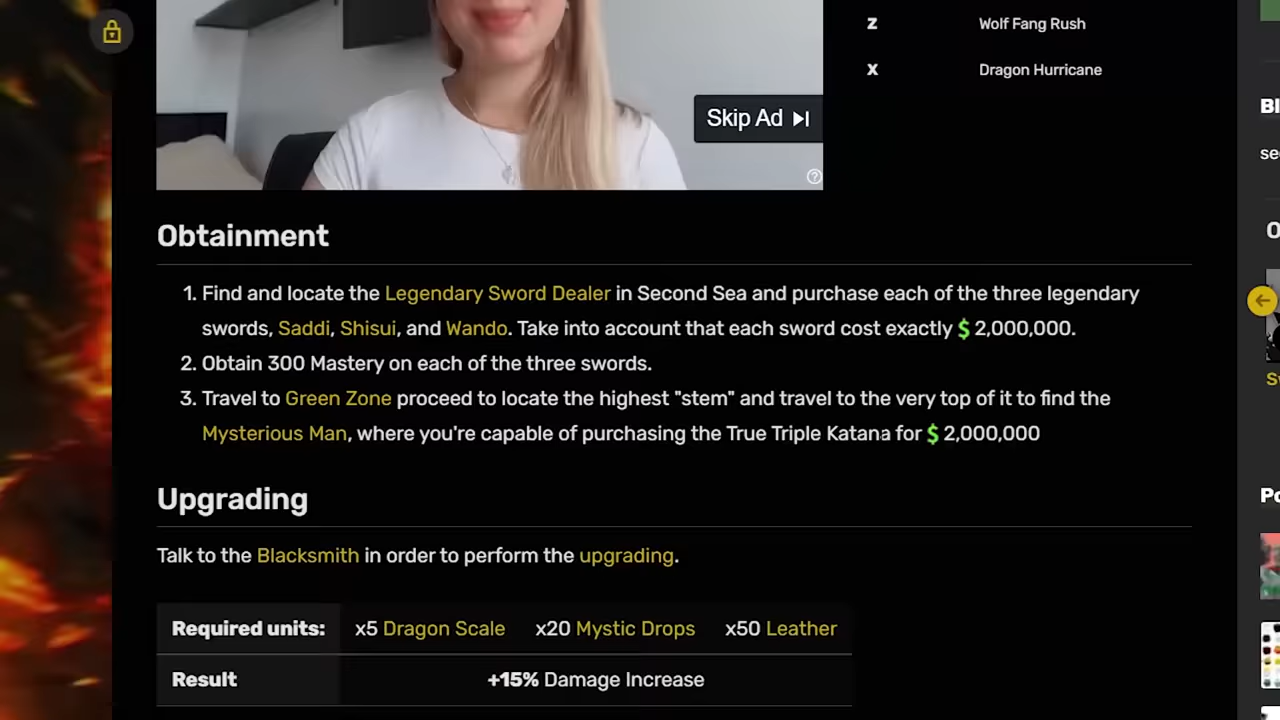 Z Wolf Fang Rush
X Dragon Hurricane
Skip Ad
Obtainment
1. Find and locate the Legendary Sword Dealer in Second Sea and purchase each of the three legendary
swords, Saddi, Shisui, and Wando. Take into account that each sword cost exactly $ 2,000,000.
2. Obtain 300 Mastery on each of the three swords.
3. Travel to Green Zone proceed to locate the highest "stem" and travel to the very top of it to find the
Mysterious Man, where you're capable of purchasing the True Triple Katana for $ 2,000,000
Upgrading
Talk to the Blacksmith in order to perform the upgrading.
Required units: x5 Dragon Scale x20 Mystic Drops x50 Leather
Result +15% Damage Increase